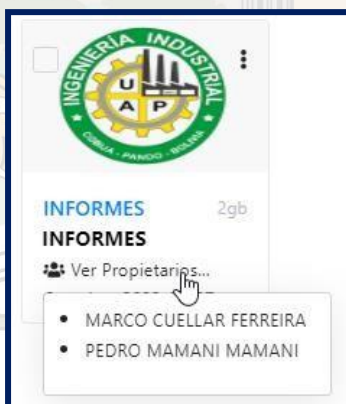 INGENIERÍA INDUSTRIAL
U
A P
COBIJA - PANDO - BOLIVIA
INFORMES 2gb
INFORMES
Ver Propietarios...
MARCO CUELLAR FERREIRA
PEDRO MAMANI MAMANI